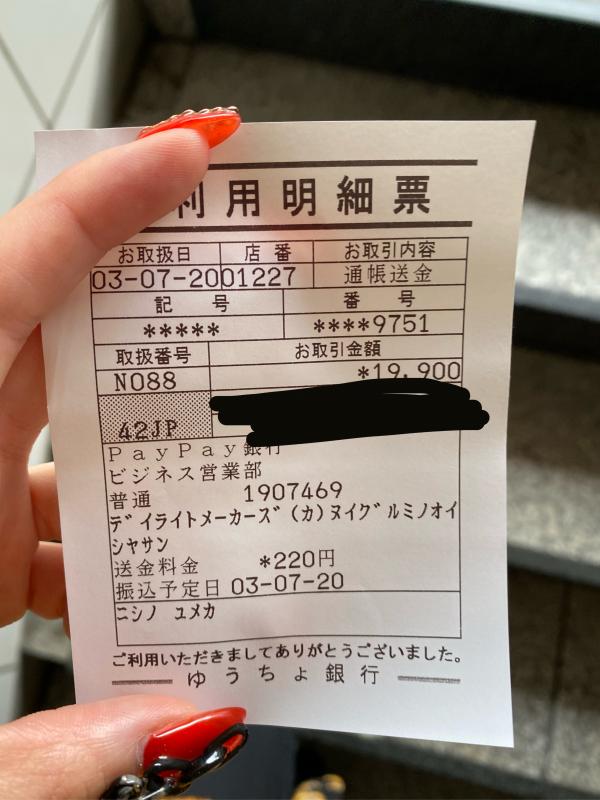 利用明細票
お取扱日 店番 お取引内容
03-07-20 01227 通帳送金
記号 番号
***** ****9751
取扱番号 お取引金額
N088 *19,900
42JP
PayPay銀行
ビジネス営業部
普通 1907469
デイライトメーカーズ(カ)ヌイグルミノオイ
シヤサン
送金料金 *220円
振込予定日 03-07-20
ニシノ ユメカ
ご利用いただきましてありがとうございました。
ゆうちょ銀行